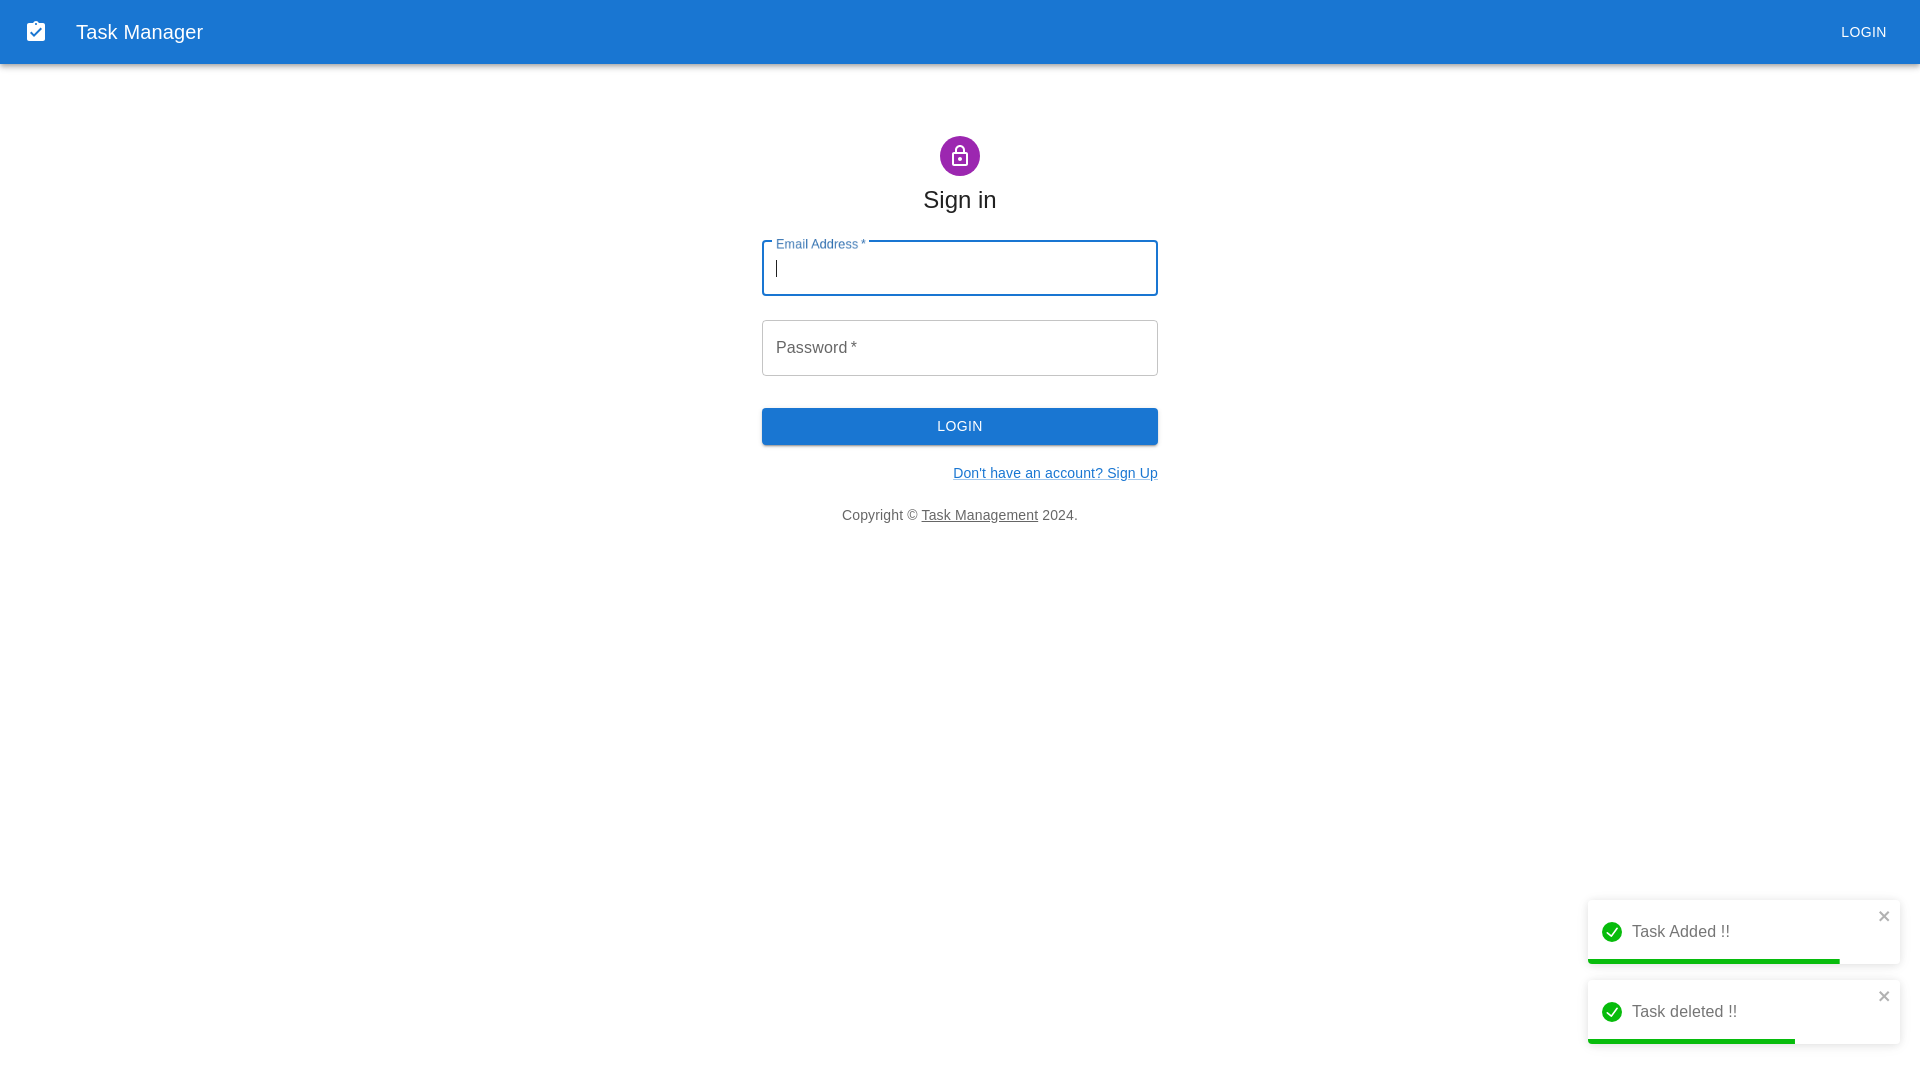 Task Manager
LOGIN
Sign in
Email Address *
Password *
LOGIN
Don't have an account? Sign Up
Copyright © Task Management 2024.
Task Added !!
Task deleted !!